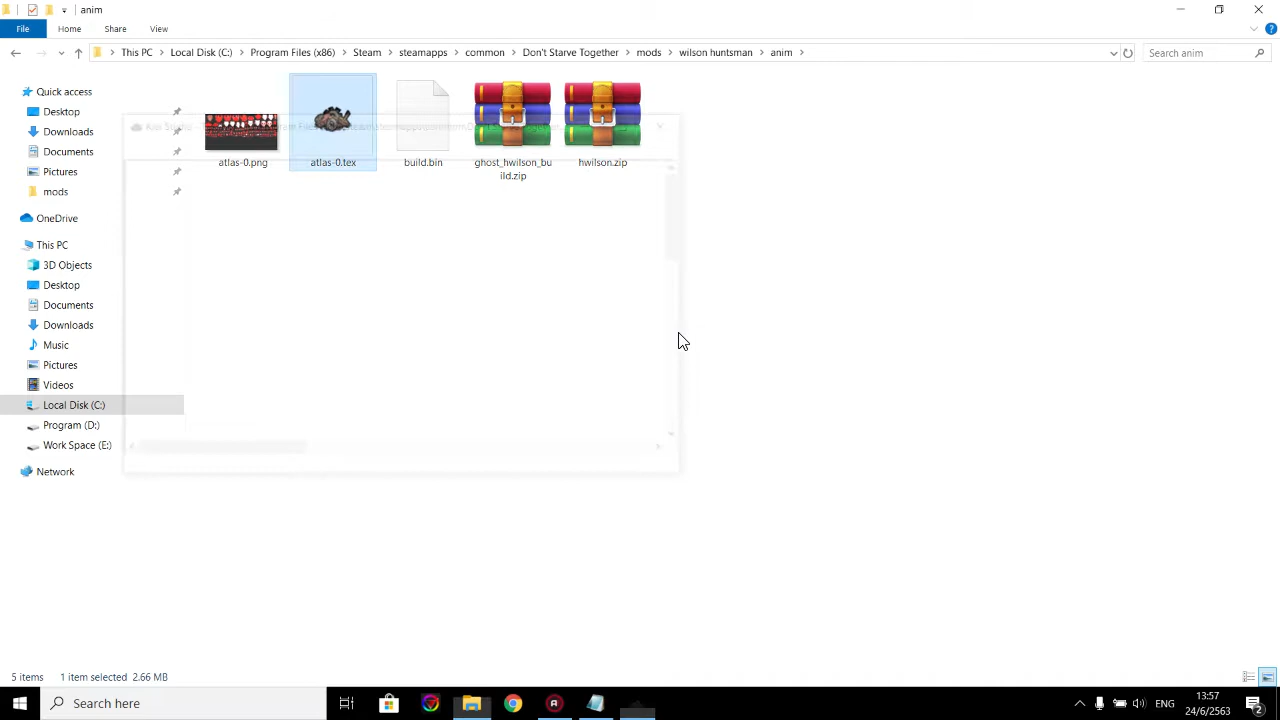 anim
File Home Share View
This PC Local Disk (C:) Program Files (x86) Steam steamapps common Don't Starve Together mods wilson huntsman anim
Search anim
Quick access
Desktop
Downloads
Documents
Pictures
mods
OneDrive
This PC
3D Objects
Desktop
Documents
Downloads
Music
Pictures
Videos
Local Disk (C:)
Program (D:)
Work Space (E:)
Network
atlas-0.png
atlas-0.tex
build.bin
ghost_hwilson_bu
ild.zip
hwilson.zip
5 items 1 item selected 2.66 MB
Search here
ENG
13:57
24/6/2563
2